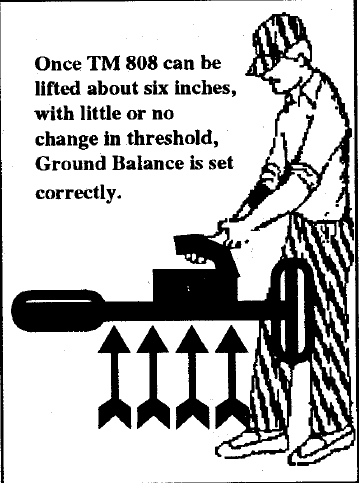 Once TM 808 can be
lifted about six inches,
with little or no
change in threshold,
Ground Balance is set
correctly.